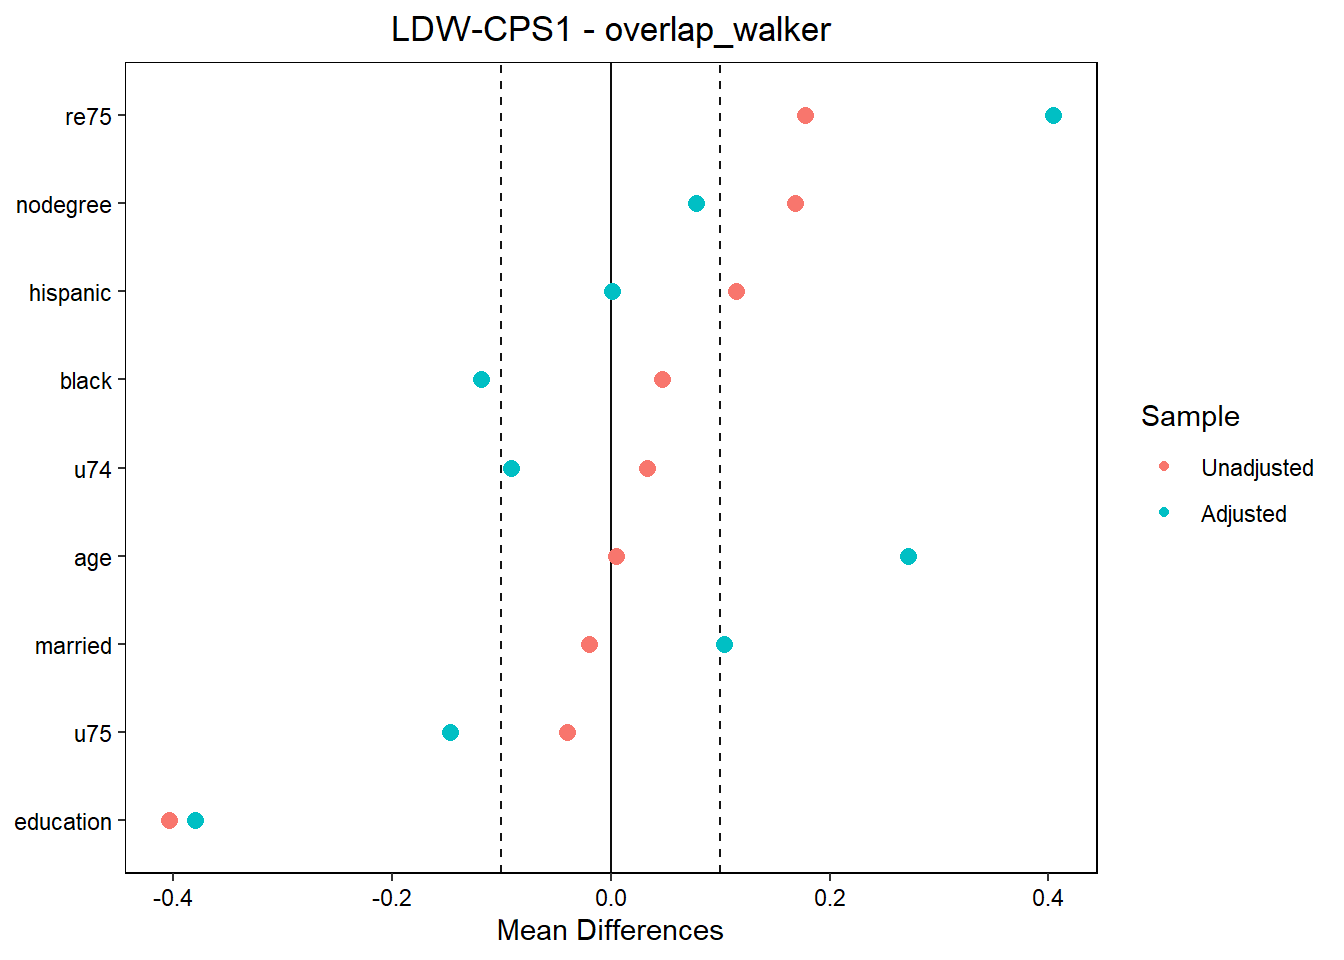 LDW-CPS1 - overlap_walker
re75
nodegree
hispanic
black
u74
age
married
u75
education
-0.4 -0.2 0.0 0.2 0.4
Mean Differences
Sample
Unadjusted
Adjusted